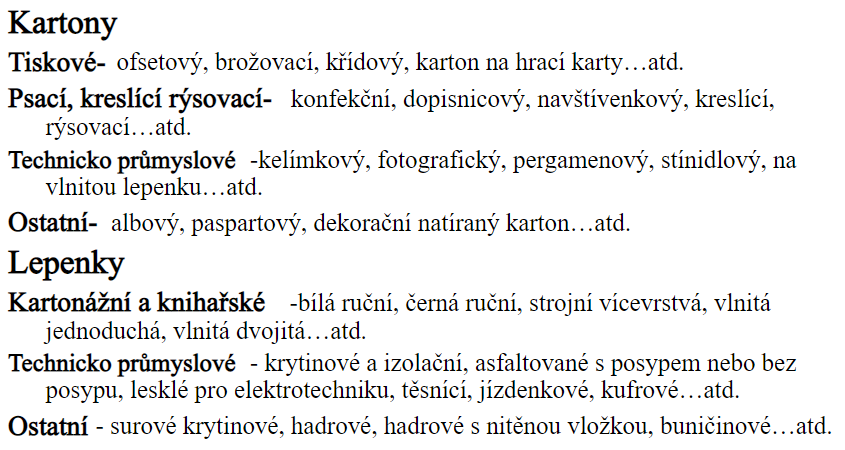 Kartony
Tiskové- ofsetový, brožovací, křídový, karton na hrací karty…atd.
Psací, kreslící rýsovací- konfekční, dopisnicový, navštívenkový, kreslící,
rýsovací…atd.
Technicko průmyslové -kelímkový, fotografický, pergamenový, stínidlový, na
vlnitou lepenku…atd.
Ostatní- albový, paspartový, dekorační natíraný karton…atd.
Lepenky
Kartonážní a knihařské -bílá ruční, černá ruční, strojní vícevrstvá, vlnitá
jednoduchá, vlnitá dvojitá…atd.
Technicko průmyslové - krytinové a izolační, asfaltované s posypem nebo bez
posypu, lesklé pro elektrotechniku, těsnící, jízdenkové, kufrové…atd.
Ostatní - surové krytinové, hadrové, hadrové s nitěnou vložkou, buničinové…atd.